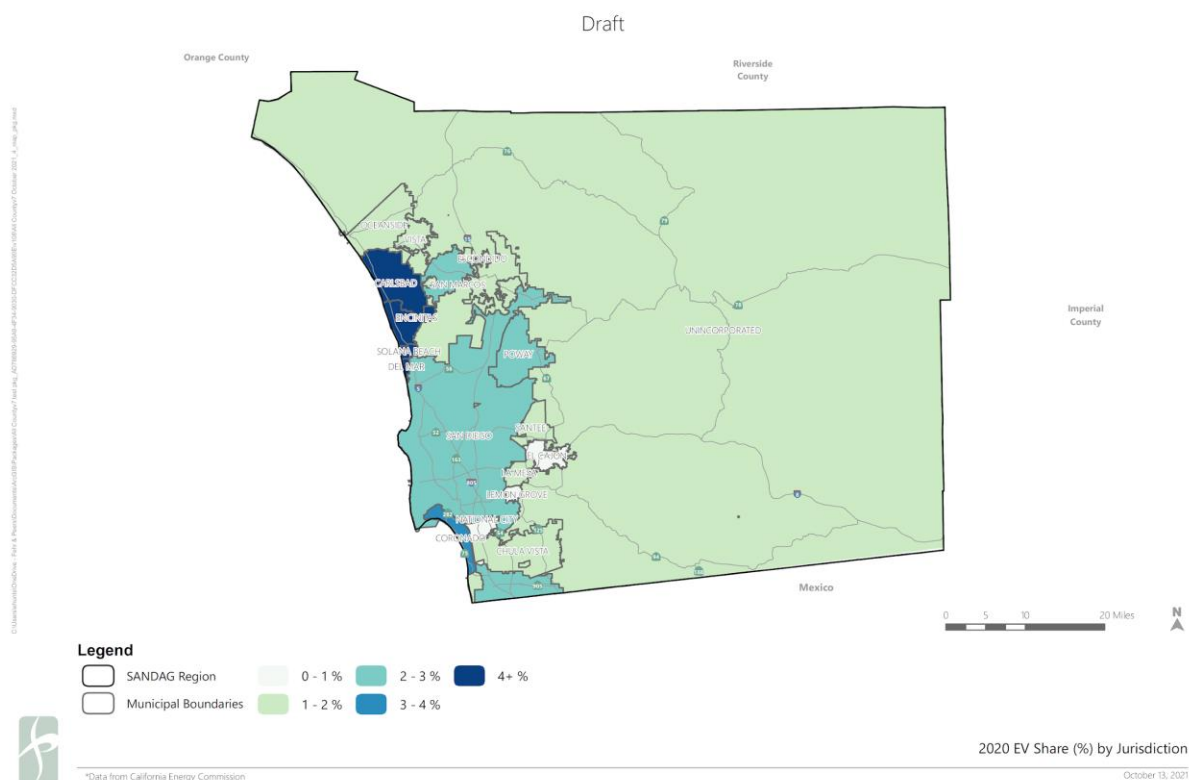 Draft
Orange County
Riverside
County
OCEANSIDE
VISTA
ESCONDIDO
CARLSBAD
SAN MARCOS
ENCINITAS
Imperial
County
UNINCORPORATED
SOLANA BEACH
POWAY
DEL MAR
SANTEE
SAN DIEGO
EL CAJON
LA MESA
LEMON GROVE
NATIONAL CITY
CORONADO
CHULA VISTA
Mexico
0 5 10 20 Miles
N
Legend
SANDAG Region 0 - 1 % 2 - 3 % 4+ %
Municipal Boundaries 1 - 2 % 3 - 4 %
2020 EV Share (%) by Jurisdiction
*Data from California Energy Commission
October 13, 2021